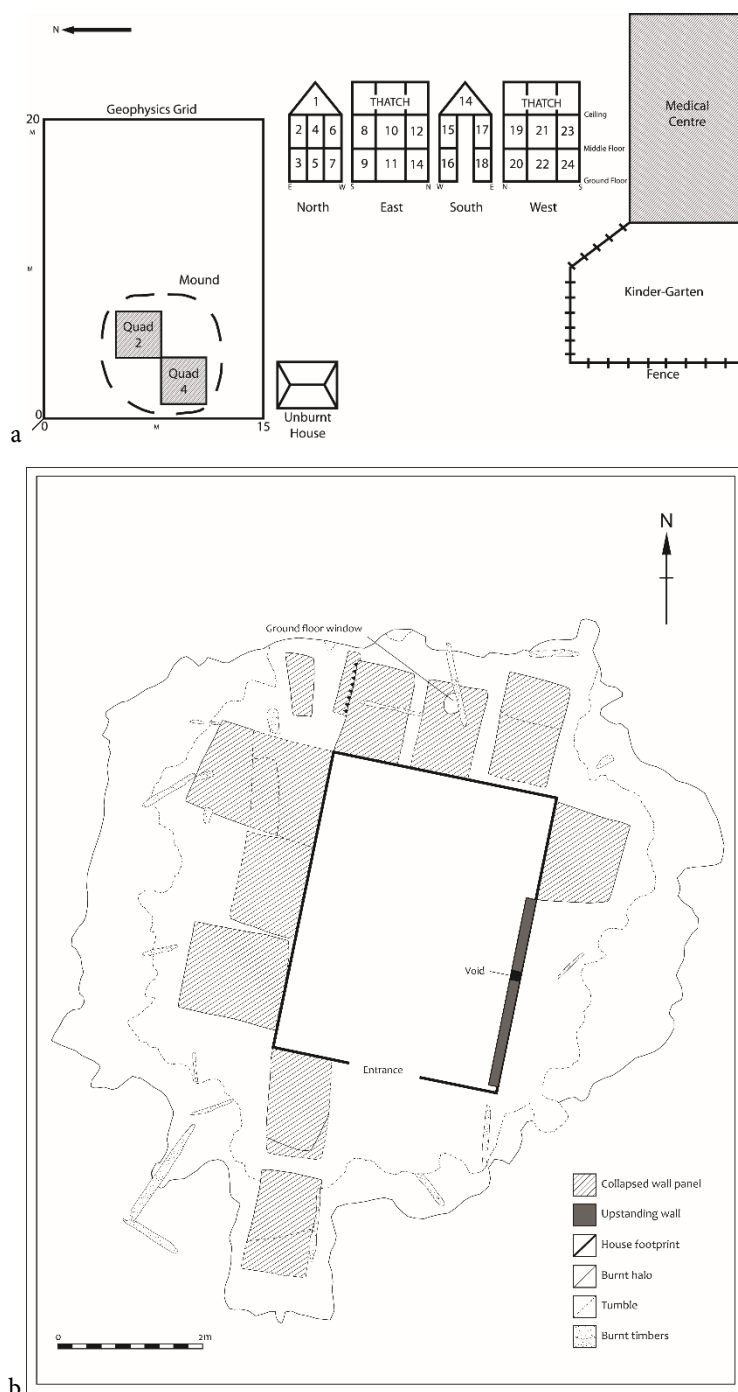 N
Geophysics Grid
20
M
M
Mound
Quad
2
Quad
4
0
0
M
15
Unburnt
House
1
2 4 6
3 5 7
E W
North
THATCH
8 10 12
9 11 14
S N
East
14
15 17
16 18
W E
South
THATCH
19 21 23
20 22 24
N S
West
Ceiling
Middle Floor
Ground Floor
Medical
Centre
Kinder-Garten
Fence
a
N
Ground floor window
Void
Entrance
Collapsed wall panel
Upstanding wall
House footprint
Burnt halo
Tumble
Burnt timbers
0 2m
b